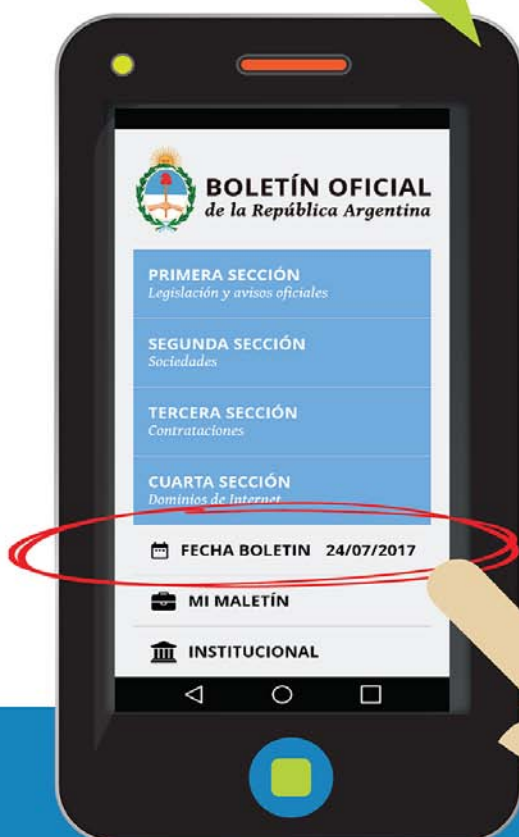 BOLETÍN OFICIAL
de la República Argentina
PRIMERA SECCIÓN
Legislación y avisos oficiales
SEGUNDA SECCIÓN
Sociedades
TERCERA SECCIÓN
Contrataciones
CUARTA SECCIÓN
Dominios de Internet
FECHA BOLETIN 24/07/2017
MI MALETÍN
INSTITUCIONAL